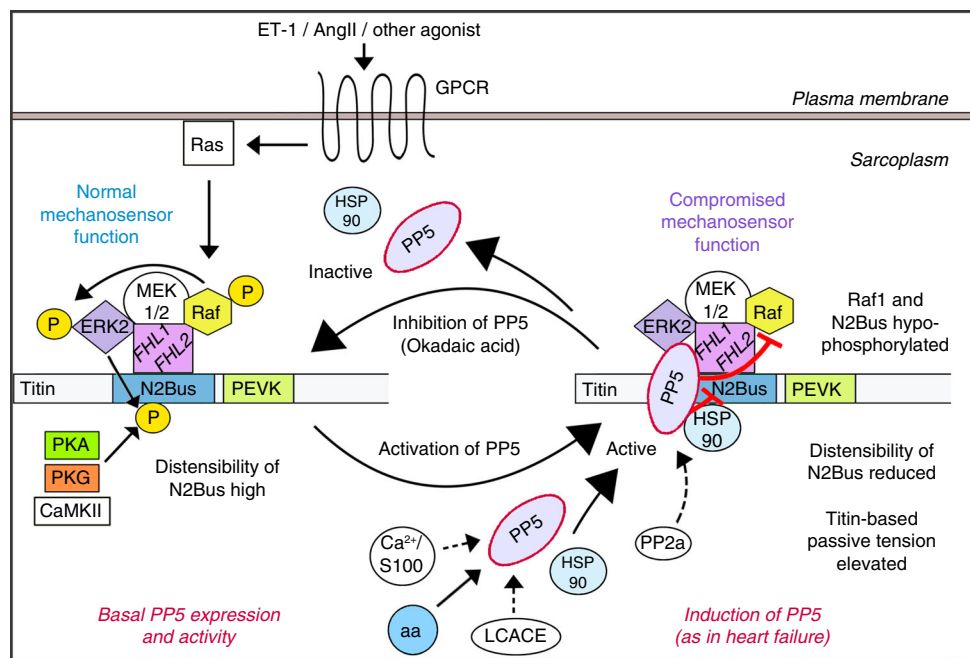 ET-1 / AngII / other agonist
GPCR
Plasma membrane
Ras
Sarcoplasm
Normal
mechanosensor
function
HSP
90
PP5
Inactive
Compromised
mechanosensor
function
P
P
ERK2
MEK
1/2
Raf
FHL1
FHL2
Titin
N2Bus
PEVK
P
Inhibition of PP5
(Okadaic acid)
ERK2
MEK
1/2
Raf
FHL1
FHL2
Raf1 and
N2Bus hypo-
phosphorylated
Titin
PP5
N2Bus
PEVK
HSP
90
PKA
PKG
CaMKII
Distensibility of
N2Bus high
Activation of PP5
Active
Distensibility of
N2Bus reduced
Ca2+/
S100
PP5
HSP
90
PP2a
Titin-based
passive tension
elevated
aa
LCACE
Basal PP5 expression
and activity
Induction of PP5
(as in heart failure)